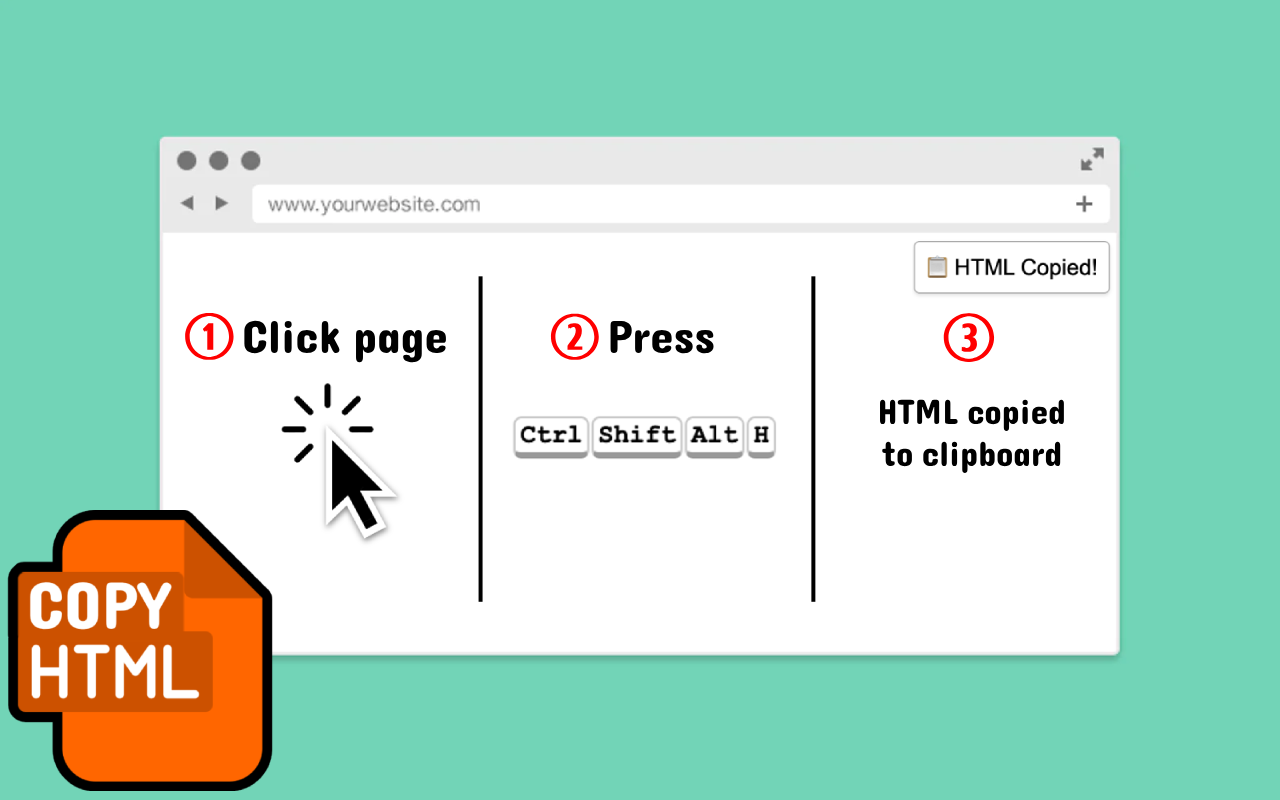 www.yourwebsite.com
📋 HTML Copied!
1 Click page
2 Press
Ctrl Shift Alt H
3
HTML copied
to clipboard
COPY
HTML